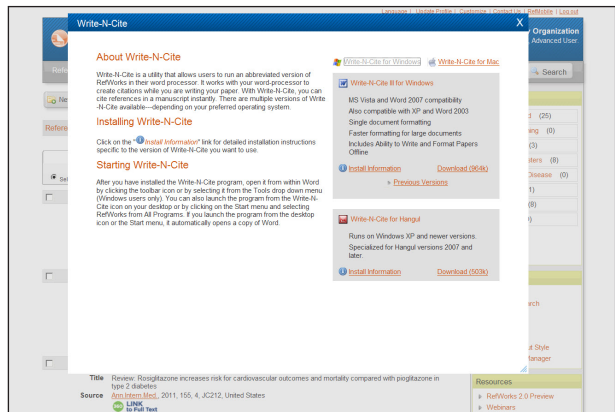 Language | Update Profile | Customize | Contact Us | RefMobile | Log out
Write-N-Cite
X
Organization
Advanced User
Search
About Write-N-Cite
Write-N-Cite is a utility that allows users to run an abbreviated version of
RefWorks in their word processor. It works with your word-processor to
create citations while you are writing your paper. With Write-N-Cite, you can
cite references in a manuscript instantly. There are multiple versions of Write
-N-Cite available---depending on your preferred operating system.
Installing Write-N-Cite
Click on the "Install Information" link for detailed installation instructions
specific to the version of Write-N-Cite you want to use.
Starting Write-N-Cite
After you have installed the Write-N-Cite program, open it from within Word
by clicking the toolbar icon or by selecting it from the Tools drop down menu
(Windows users only). You can also launch the program from the Write-N-
Cite icon on your desktop or by clicking on the Start menu and selecting
RefWorks from All Programs. If you launch the program from the desktop
icon or the Start menu, it automatically opens a copy of Word.
Write-N-Cite for Windows Write-N-Cite for Mac
Write-N-Cite III for Windows
MS Vista and Word 2007 compatibility
Also compatible with XP and Word 2003
Single document formatting
Faster formatting for large documents
Includes Ability to Write and Format Papers
Offline
Install Information Download (964k)
Previous Versions
Write-N-Cite for Hangul
Runs on Windows XP and newer versions.
Specialized for Hangul versions 2007 and
later.
Install Information Download (503k)
(25)
(0)
(3)
(8)
Disease (0)
(8)
Title Review: Rosiglitazone increases risk for cardiovascular outcomes and mortality compared with pioglitazone in
type 2 diabetes
Source Ann.Intern.Med., 2011, 155, 4, JC212, United States
LINK
to Full Text
Resources
RefWorks 2.0 Preview
Webinars